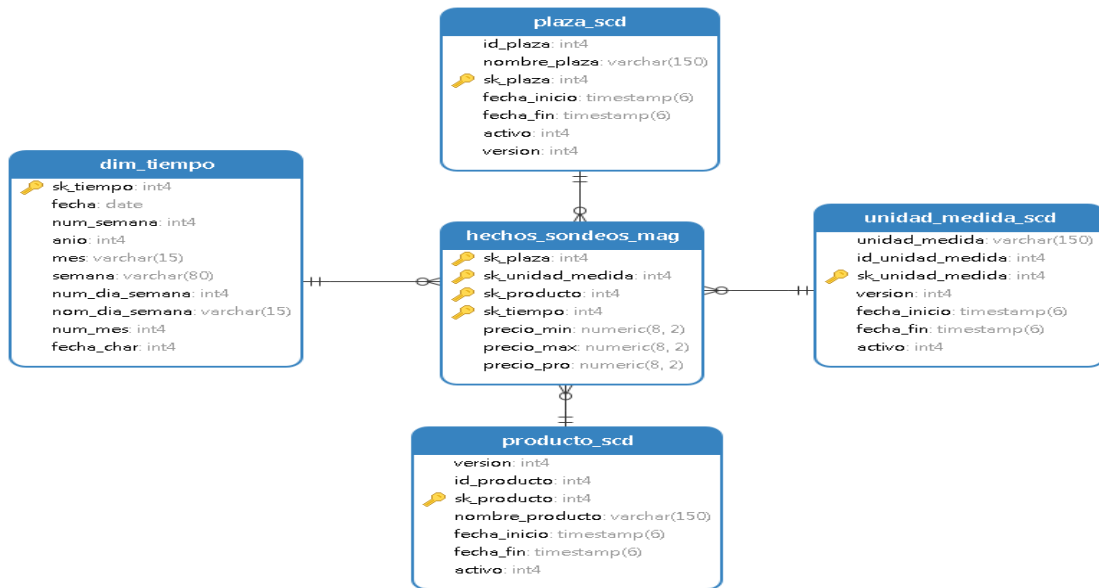 plaza_scd
id_plaza: int4
nombre_plaza: varchar(150)
sk_plaza: int4
fecha_inicio: timestamp(6)
fecha_fin: timestamp(6)
activo: int4
version: int4
dim_tiempo
sk_tiempo: int4
fecha: date
num_semana: int4
anio: int4
mes: varchar(15)
semana: varchar(80)
num_dia_semana: int4
nom_dia_semana: varchar(15)
num_mes: int4
fecha_char: int4
hechos_sondeos_mag
sk_plaza: int4
sk_unidad_medida: int4
sk_producto: int4
sk_tiempo: int4
precio_min: numeric(8, 2)
precio_max: numeric(8, 2)
precio_pro: numeric(8, 2)
unidad_medida_scd
unidad_medida: varchar(150)
id_unidad_medida: int4
sk_unidad_medida: int4
version: int4
fecha_inicio: timestamp(6)
fecha_fin: timestamp(6)
activo: int4
producto_scd
version: int4
id_producto: int4
sk_producto: int4
nombre_producto: varchar(150)
fecha_inicio: timestamp(6)
fecha_fin: timestamp(6)
activo: int4